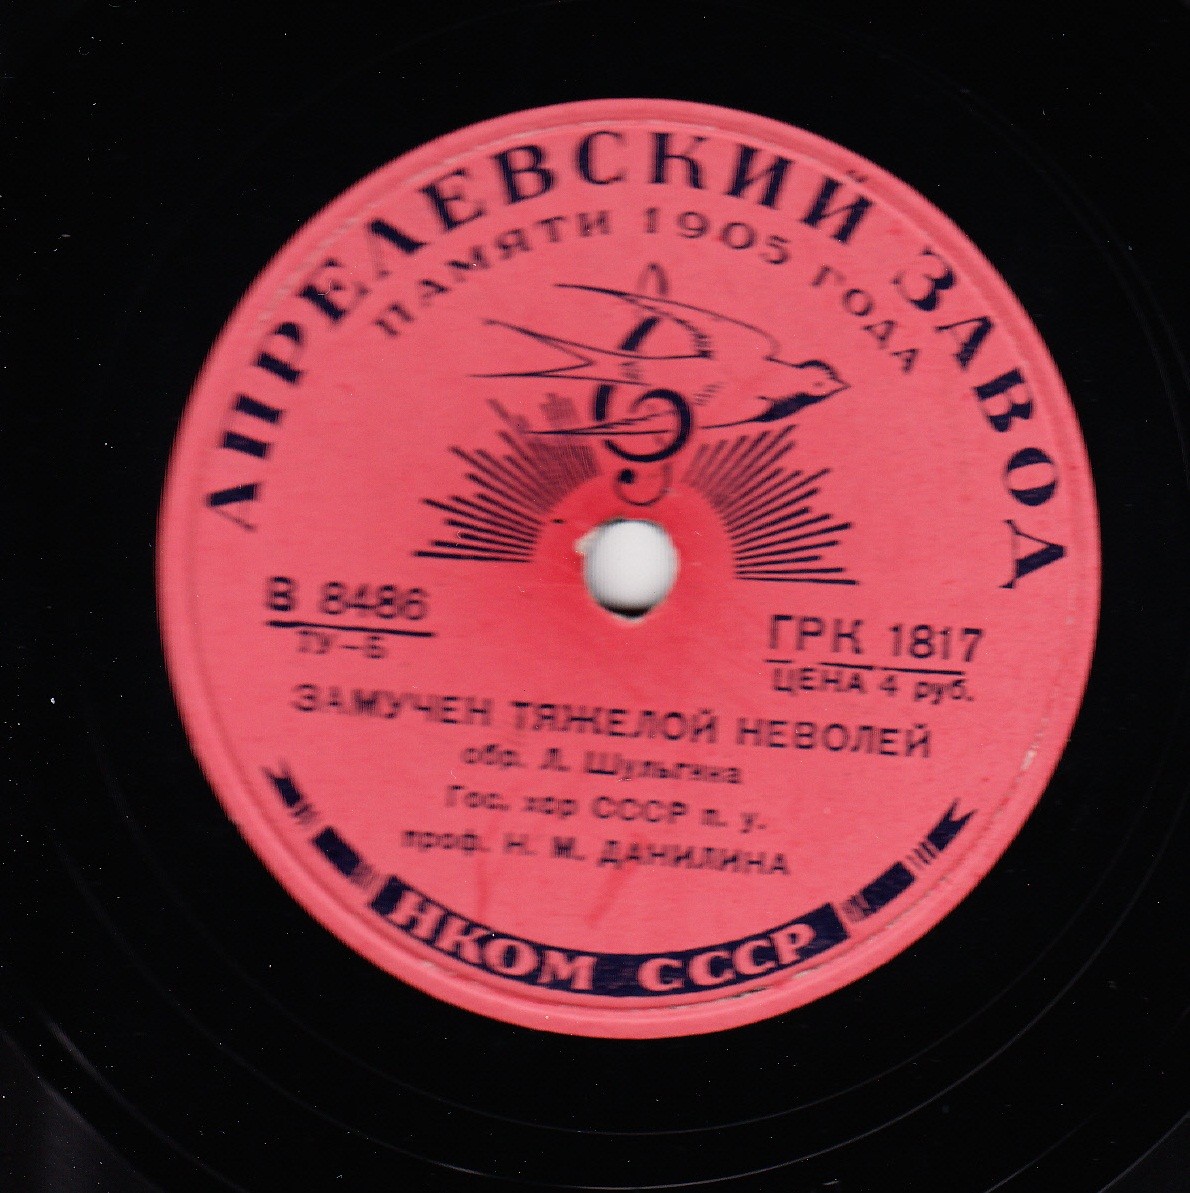 АПРЕЛЕВСКИЙ ЗАВОД
ПАМЯТИ 1905 ГОДА
В 8486
ТУ-Б
ГРК 1817
ЦЕНА 4 руб.
ЗАМУЧЕН ТЯЖЕЛОЙ НЕВОЛЕЙ
обр. Л. Шульгина
Гос. хор СССР п. у.
проф. Н. М. ДАНИЛИНА
НКОМ СССР